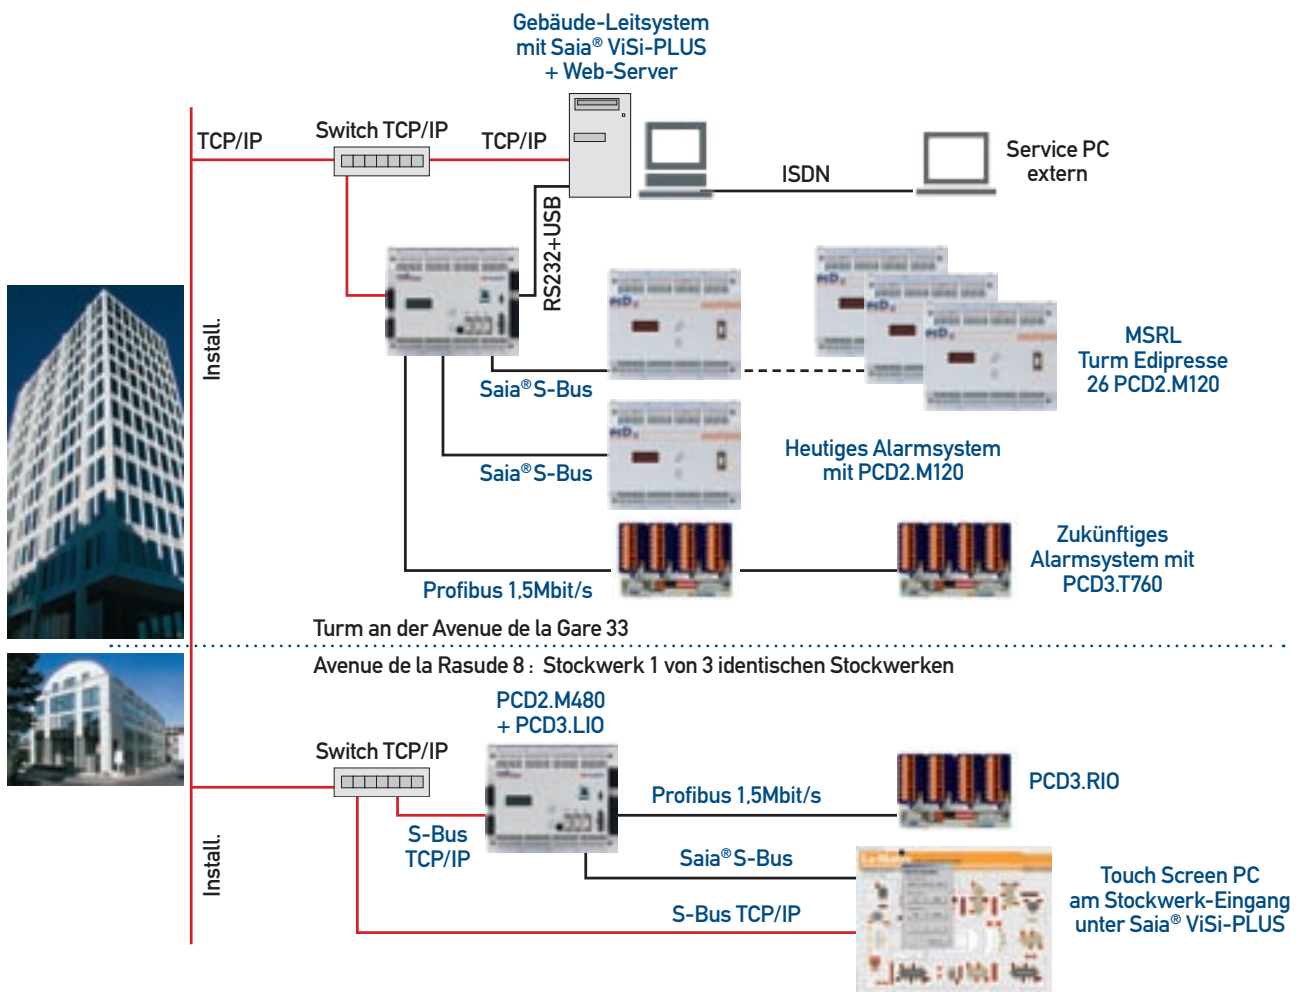 Gebäude-Leitsystem
mit Saia® ViSi-PLUS
+ Web-Server
TCP/IP
Switch TCP/IP
TCP/IP
ISDN
Service PC
extern
RS232+USB
Install.
Saia® S-Bus
MSRL
Turm Edipresse
26 PCD2.M120
Saia® S-Bus
Heutiges Alarmsystem
mit PCD2.M120
Profibus 1,5Mbit/s
Zukünftiges
Alarmsystem mit
PCD3.T760
Turm an der Avenue de la Gare 33
Avenue de la Rasude 8 : Stockwerk 1 von 3 identischen Stockwerken
PCD2.M480
+ PCD3.LIO
Switch TCP/IP
Profibus 1,5Mbit/s
PCD3.RIO
S-Bus
TCP/IP
Install.
Saia® S-Bus
S-Bus TCP/IP
Touch Screen PC
am Stockwerk-Eingang
unter Saia® ViSi-PLUS